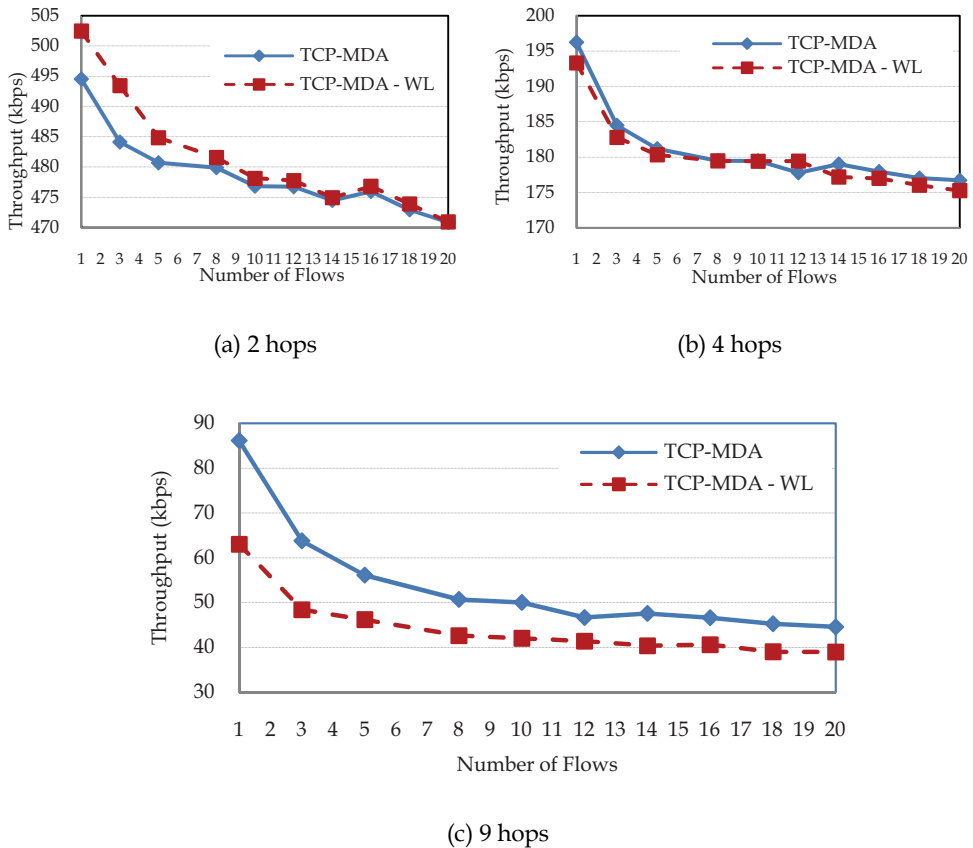 505
500
495
490
485
480
475
470
Throughput (kbps)
TCP-MDA
TCP-MDA - WL
1 2 3 4 5 6 7 8 9 10 11 12 13 14 15 16 17 18 19 20
Number of Flows
(a) 2 hops
200
195
190
185
180
175
170
Throughput (kbps)
TCP-MDA
TCP-MDA - WL
1 2 3 4 5 6 7 8 9 10 11 12 13 14 15 16 17 18 19 20
Number of Flows
(b) 4 hops
90
80
70
60
50
40
30
Throughput (kbps)
TCP-MDA
TCP-MDA - WL
1 2 3 4 5 6 7 8 9 10 11 12 13 14 15 16 17 18 19 20
Number of Flows
(c) 9 hops